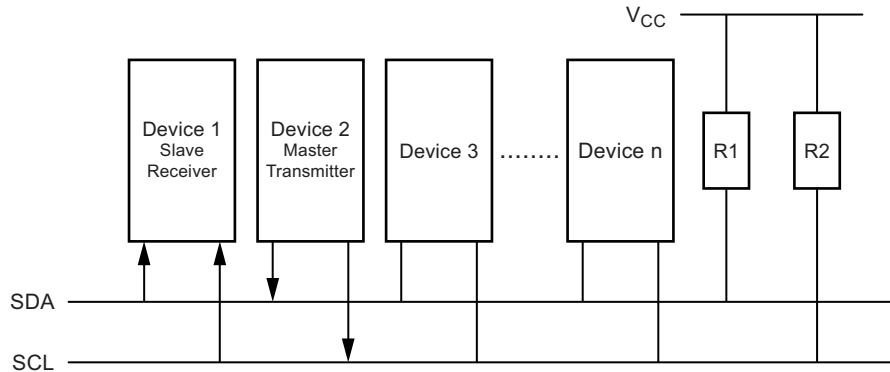 V_CC
Device 1
Slave
Receiver
Device 2
Master
Transmitter
Device 3
........
Device n
R1
R2
SDA
SCL